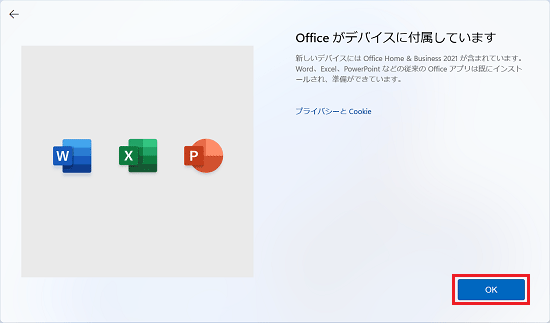 Office がデバイスに付属しています
新しいデバイスには Office Home & Business 2021 が含まれています。
Word、Excel、PowerPoint などの従来の Office アプリは既にインスト
ールされ、準備ができています。
プライバシーと Cookie
W
X
P
OK